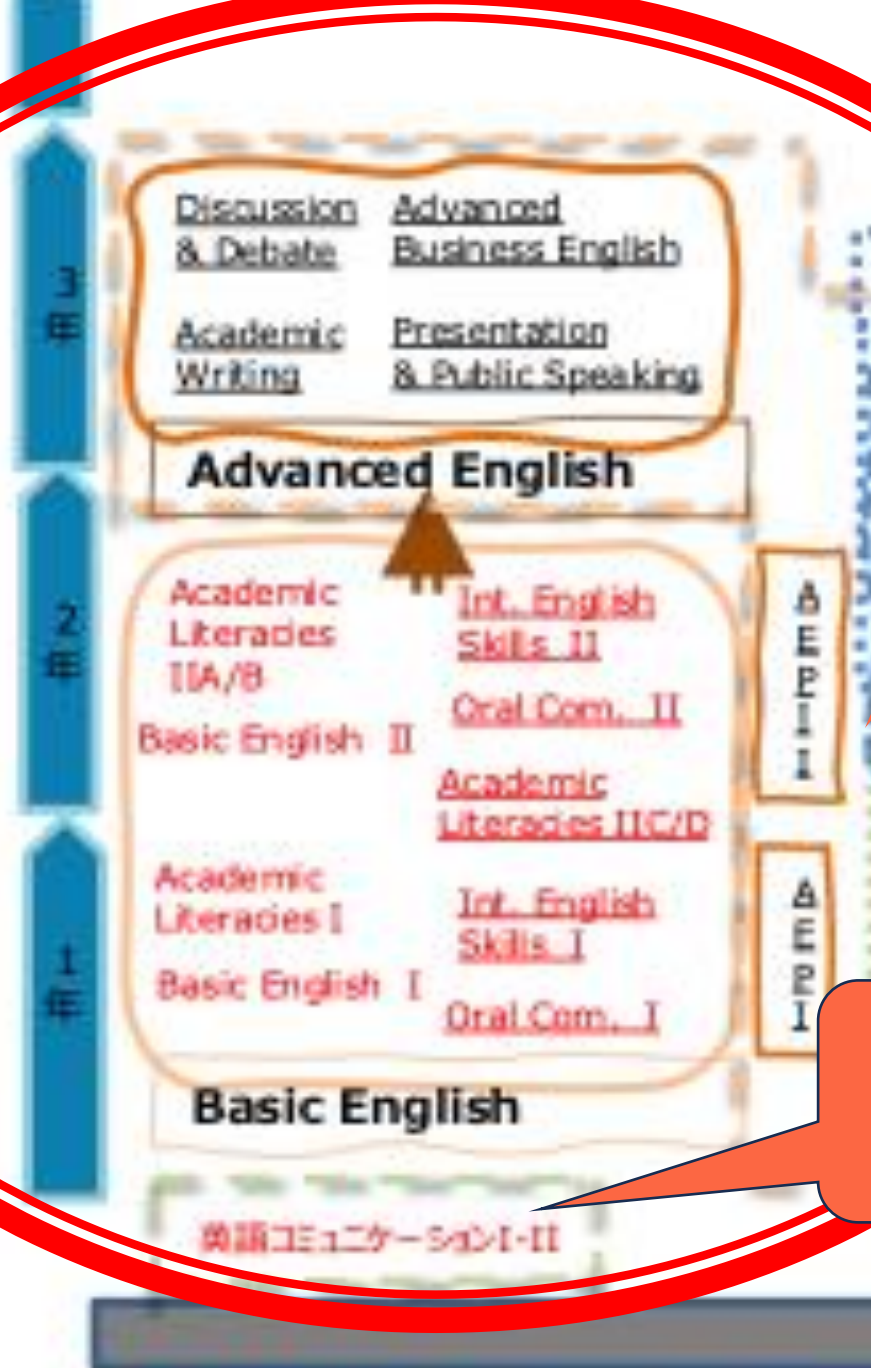 3
年
Discussion
& Debate
Advanced
Business English
Academic
Writing
Presentation
& Public Speaking
Advanced English
2
年
Academic
Literacies
IIA/B
Basic English II
Int. English
Skills II
Oral Com. II
Academic
Literacies IIC/D
A
E
P
I
I
1
年
Academic
Literacies I
Basic English I
Int. English
Skills I
Oral Com. I
A
E
P
I
Basic English
英語コミュニケーションI-II